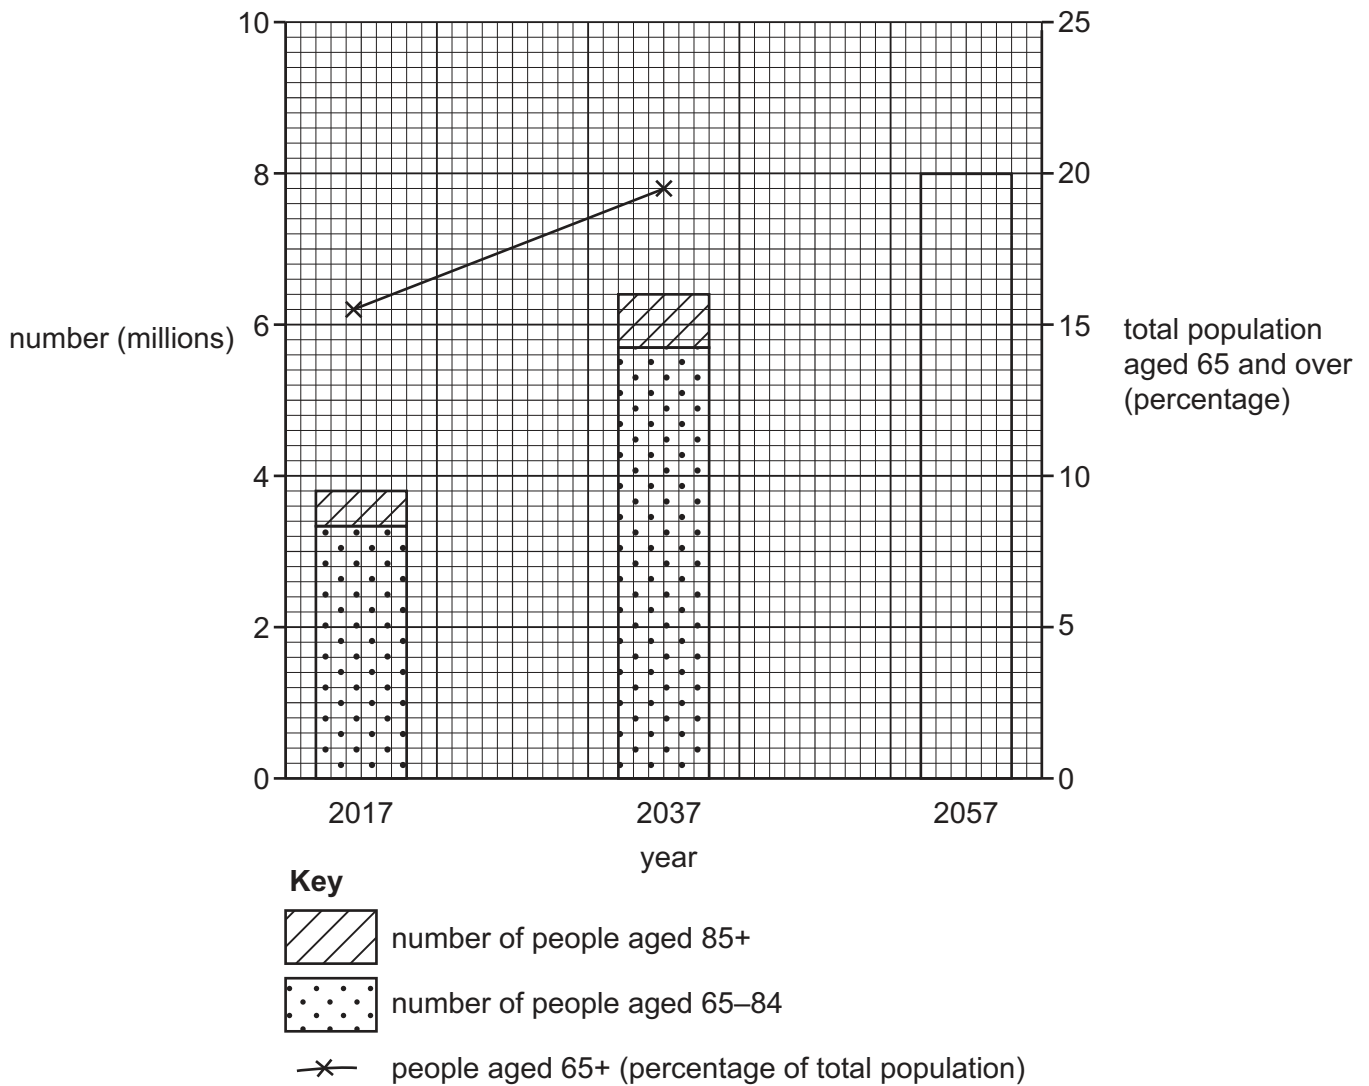 10
8
6
4
2
0
number (millions)
25
20
15
10
5
0
total population
aged 65 and over
(percentage)
2017 2037 2057
year
Key
number of people aged 85+
number of people aged 65–84
people aged 65+ (percentage of total population)